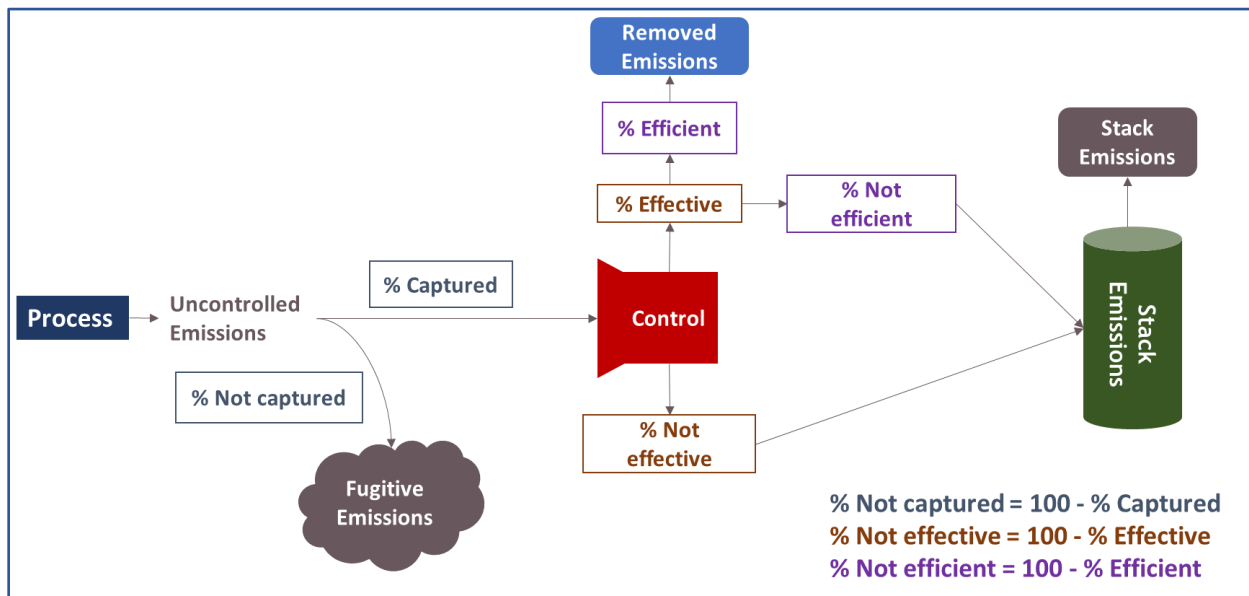 Removed
Emissions
% Efficient
Stack
Emissions
% Effective
% Not
efficient
% Captured
Process
Uncontrolled
Emissions
Control
Stack
Emissions
% Not captured
% Not
effective
Fugitive
Emissions
% Not captured = 100 - % Captured
% Not effective = 100 - % Effective
% Not efficient = 100 - % Efficient